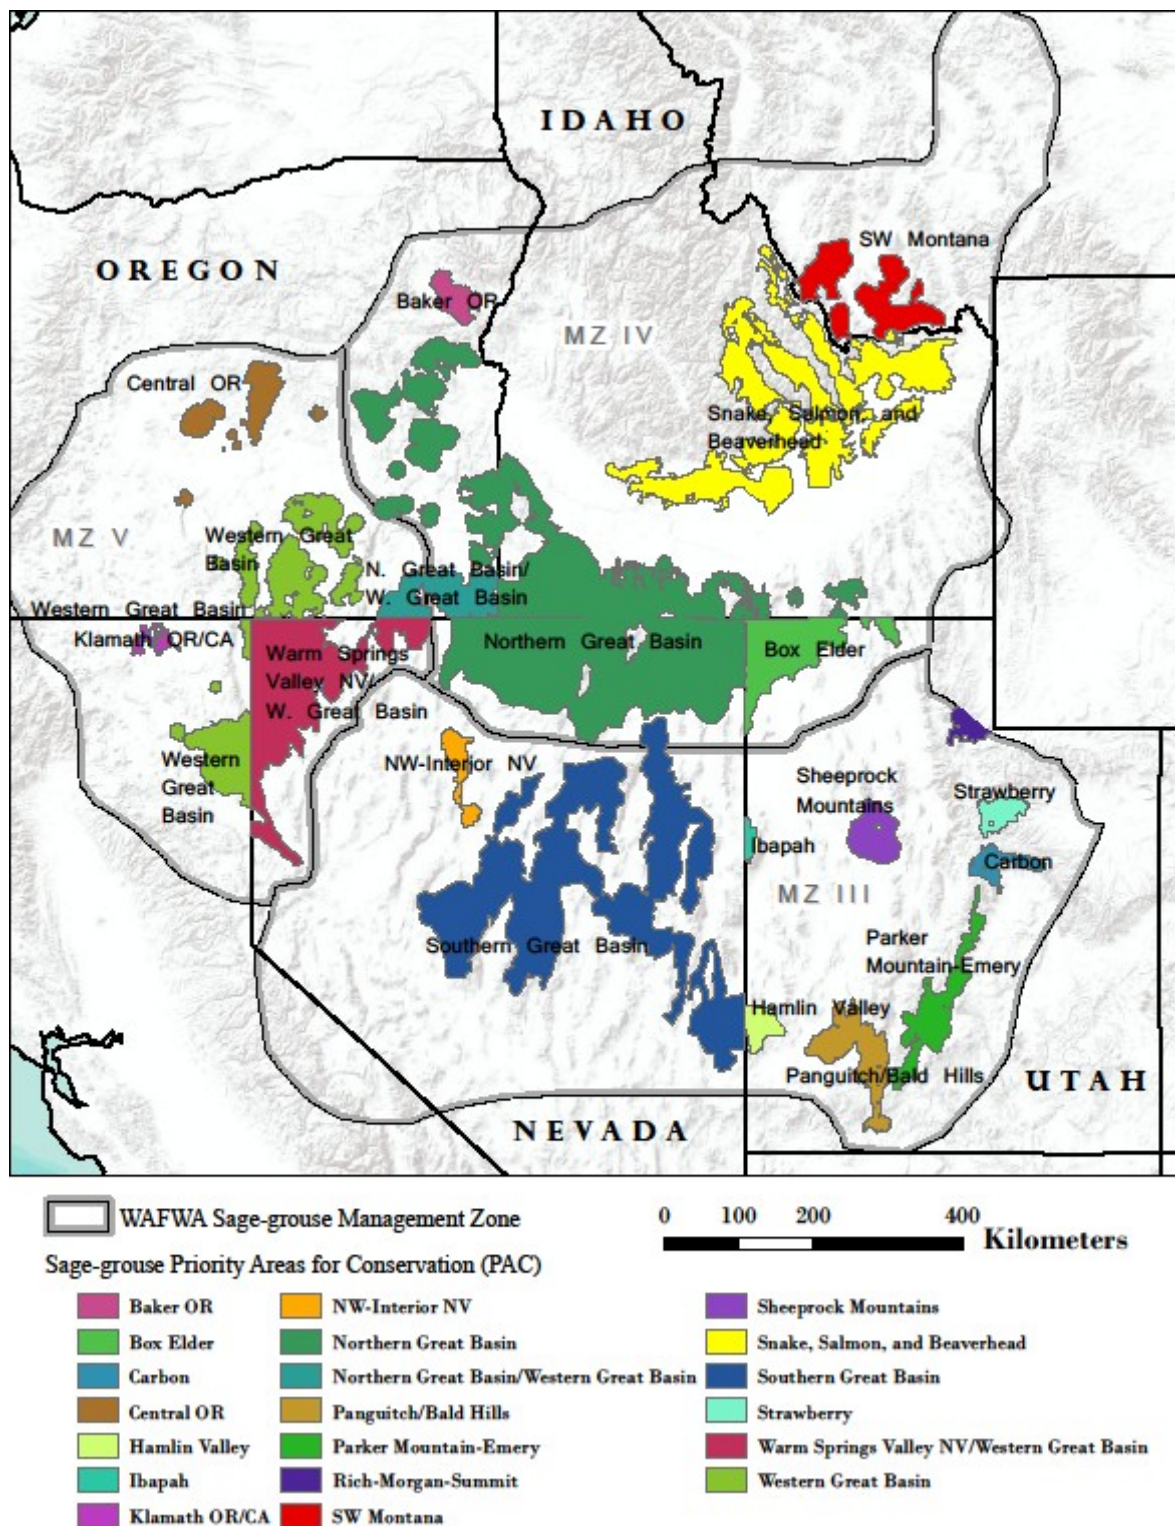 IDAHO
SW Montana
OREGON
Baker OR
MZ IV
Central OR
Snake, Salmon, and
Beaverhead
MZ V
Western Great
Basin
N. Great Basin/
W. Great Basin
Western Great Basin
Klamath OR/CA
Warm Springs
Valley NV/
W. Great Basin
Northern Great Basin
Box Elder
Western
Great
Basin
NW-Interior NV
Sheeprock
Mountains
Strawberry
Ibapah
Carbon
MZ III
Southern Great Basin
Parker
Mountain-Emery
Hamlin Valley
Panguitch/Bald Hills
UTAH
NEVADA
WAFWA Sage-grouse Management Zone
0 100 200 400
Kilometers
Sage-grouse Priority Areas for Conservation (PAC)
Baker OR
Box Elder
Carbon
Central OR
Hamlin Valley
Ibapah
Klamath OR/CA
NW-Interior NV
Northern Great Basin
Northern Great Basin/Western Great Basin
Panguitch/Bald Hills
Parker Mountain-Emery
Rich-Morgan-Summit
SW Montana
Sheeprock Mountains
Snake, Salmon, and Beaverhead
Southern Great Basin
Strawberry
Warm Springs Valley NV/Western Great Basin
Western Great Basin